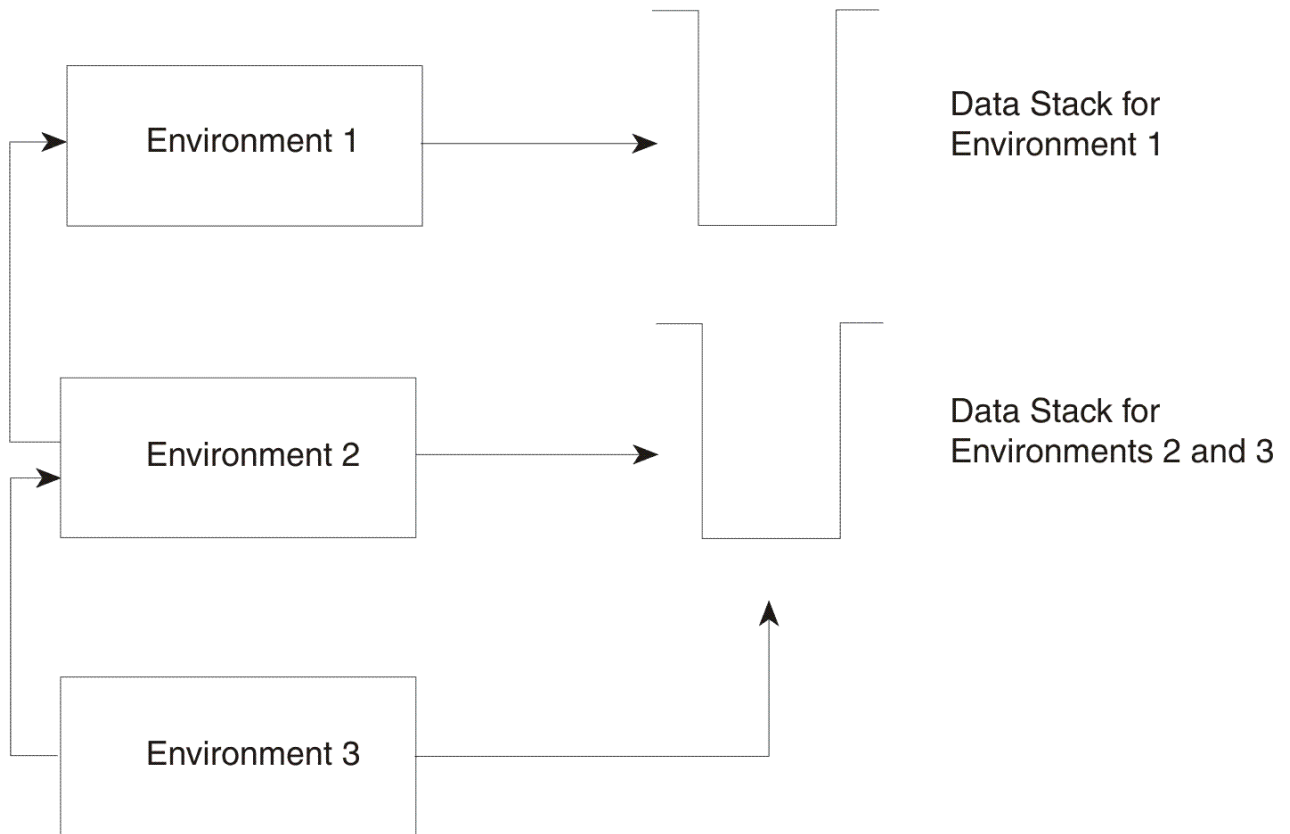 Environment 1
Data Stack for
Environment 1
Environment 2
Data Stack for
Environments 2 and 3
Environment 3